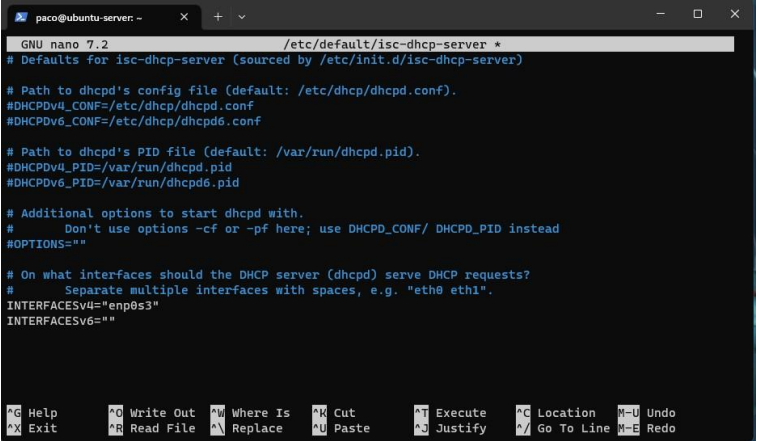 paco@ubuntu-server: ~
GNU nano 7.2 /etc/default/isc-dhcp-server *
# Defaults for isc-dhcp-server (sourced by /etc/init.d/isc-dhcp-server)
# Path to dhcpd's config file (default: /etc/dhcp/dhcpd.conf).
#DHCPDv4_CONF=/etc/dhcp/dhcpd.conf
#DHCPDv6_CONF=/etc/dhcp/dhcpd6.conf
# Path to dhcpd's PID file (default: /var/run/dhcpd.pid).
#DHCPDv4_PID=/var/run/dhcpd.pid
#DHCPDv6_PID=/var/run/dhcpd6.pid
# Additional options to start dhcpd with.
#       Don't use options -cf or -pf here; use DHCPD_CONF/ DHCPD_PID instead
#OPTIONS=""
# On what interfaces should the DHCP server (dhcpd) serve DHCP requests?
#       Separate multiple interfaces with spaces, e.g. "eth0 eth1".
INTERFACESv4="enp0s3"
INTERFACESv6=""
^G Help ^O Write Out ^W Where Is ^K Cut ^T Execute ^C Location M-U Undo
^X Exit ^R Read File ^\ Replace ^U Paste ^J Justify ^/ Go To Line M-E Redo